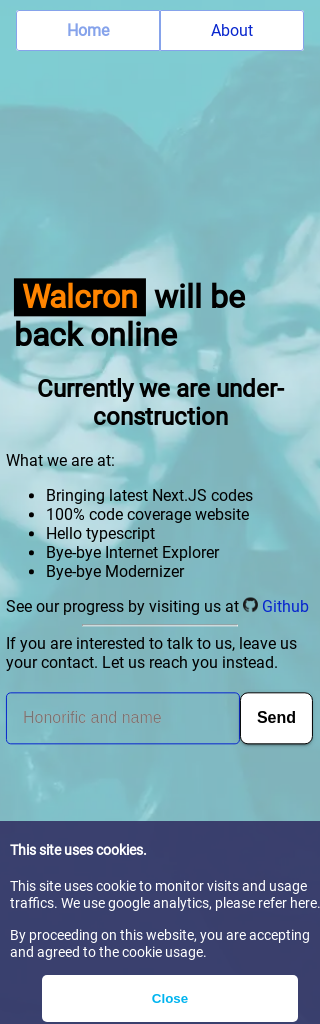 Home
About
Walcron will be
back online
Currently we are under-
construction
What we are at:
Bringing latest Next.JS codes
100% code coverage website
Hello typescript
Bye-bye Internet Explorer
Bye-bye Modernizer
See our progress by visiting us at Github
If you are interested to talk to us, leave us
your contact. Let us reach you instead.
Honorific and name
Send
This site uses cookies.
This site uses cookie to monitor visits and usage
traffics. We use google analytics, please refer here.
By proceeding on this website, you are accepting
and agreed to the cookie usage.
Close